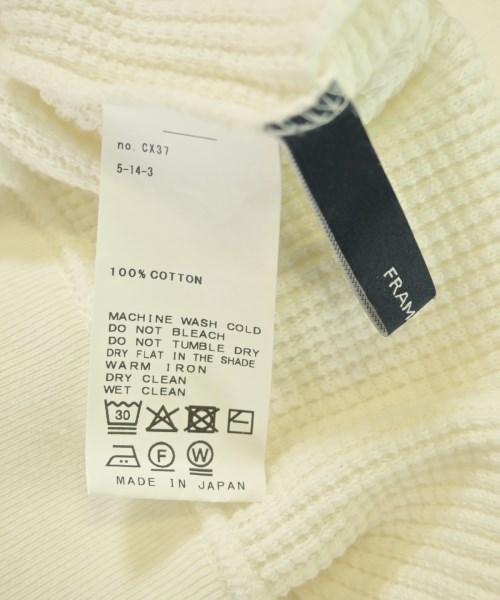 no. CX37
5-14-3
100% COTTON
MACHINE WASH COLD
DO NOT BLEACH
DO NOT TUMBLE DRY
DRY FLAT IN THE SHADE
WARM IRON
DRY CLEAN
WET CLEAN
30
F W
MADE IN JAPAN
FRAM